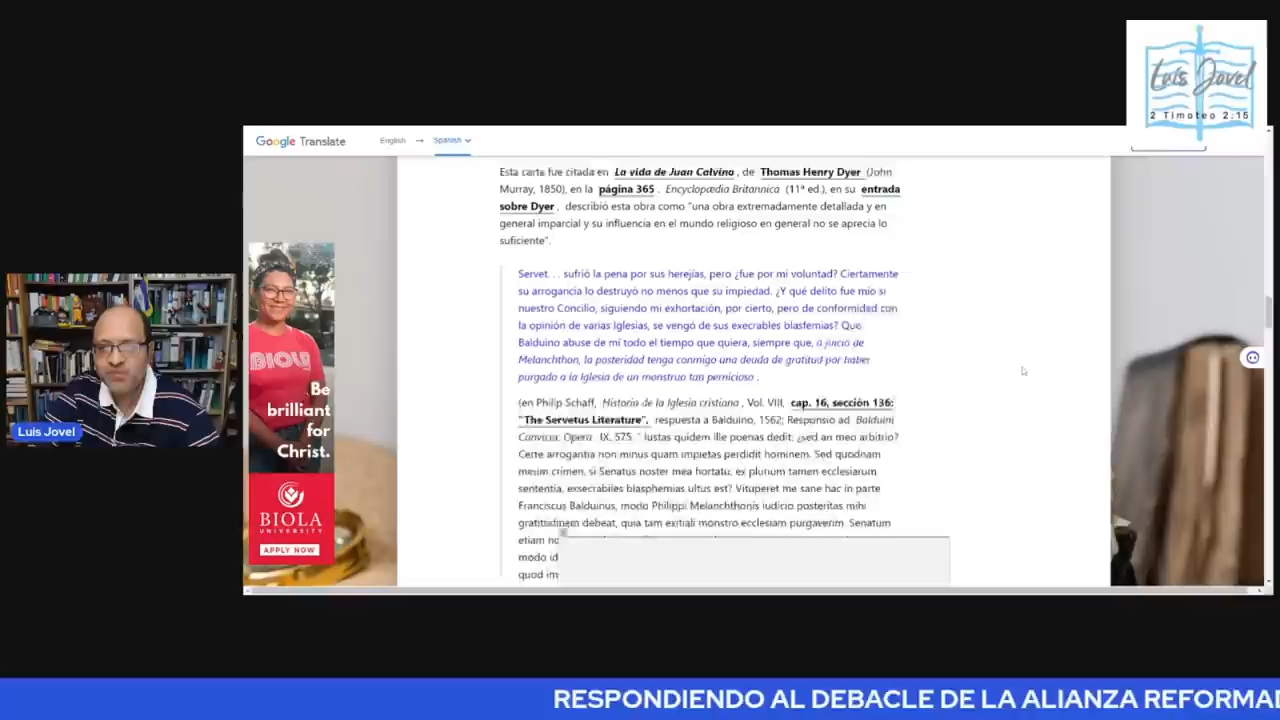 Luis Jovel
2 Timoteo 2:15
Google Translate
English → Spanish
Esta carta fue citada en La vida de Juan Calvino, de Thomas Henry Dyer (John
Murray, 1850), en la página 365 . Encyclopædia Britannica (11ª ed.), en su entrada
sobre Dyer , describió esta obra como "una obra extremadamente detallada y en
general imparcial y su influencia en el mundo religioso en general no se aprecia lo
suficiente".
Servet. . . sufrió la pena por sus herejías, pero ¿fue por mi voluntad? Ciertamente
su arrogancia lo destruyó no menos que su impiedad. ¿Y qué delito fue mío si
nuestro Concilio, siguiendo mi exhortación, por cierto, pero de conformidad con
la opinión de varias Iglesias, se vengó de sus execrables blasfemias? Que
Balduino abuse de mí todo el tiempo que quiera, siempre que, a juicio de
Melanchthon, la posteridad tenga conmigo una deuda de gratitud por haber
purgado a la Iglesia de un monstruo tan pernicioso .
(en Philip Schaff, Historia de la Iglesia cristiana , Vol. VIII, cap. 16, sección 136:
"The Servetus Literature", respuesta a Balduino, 1562; Responsio ad Balduini
Opera IX. 575. " Iustas quidem ille poenas dedit: ¿sed an meo arbitrio?
Certe arrogantia non minus quam impietas perdidit hominem. Sed quodnam
meum crimen, si Senatus noster mea hortatu, ex plurium tamen ecclesiarum
sententia, exsecrabiles blasphemias ultus est? Vituperet me sane hac in parte
Franciscus Balduinus, modo Philippi Melanchthonis iudicio posteritas mihi
gratitudinem debeat, quia tam exitiali monstro ecclesiam purgaverim. Senatum
etiam no
modo id
quod im
BIOLA
Be
brilliant
for
Christ.
BIOLA
UNIVERSITY
APPLY NOW
Luis Jovel
RESPONDIENDO AL DEBACLE DE LA ALIANZA REFORMA